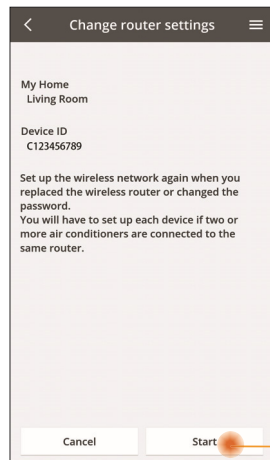 Change router settings
My Home
Living Room
Device ID
C123456789
Set up the wireless network again when you
replaced the wireless router or changed the
password.
You will have to set up each device if two or
more air conditioners are connected to the
same router.
Cancel Start